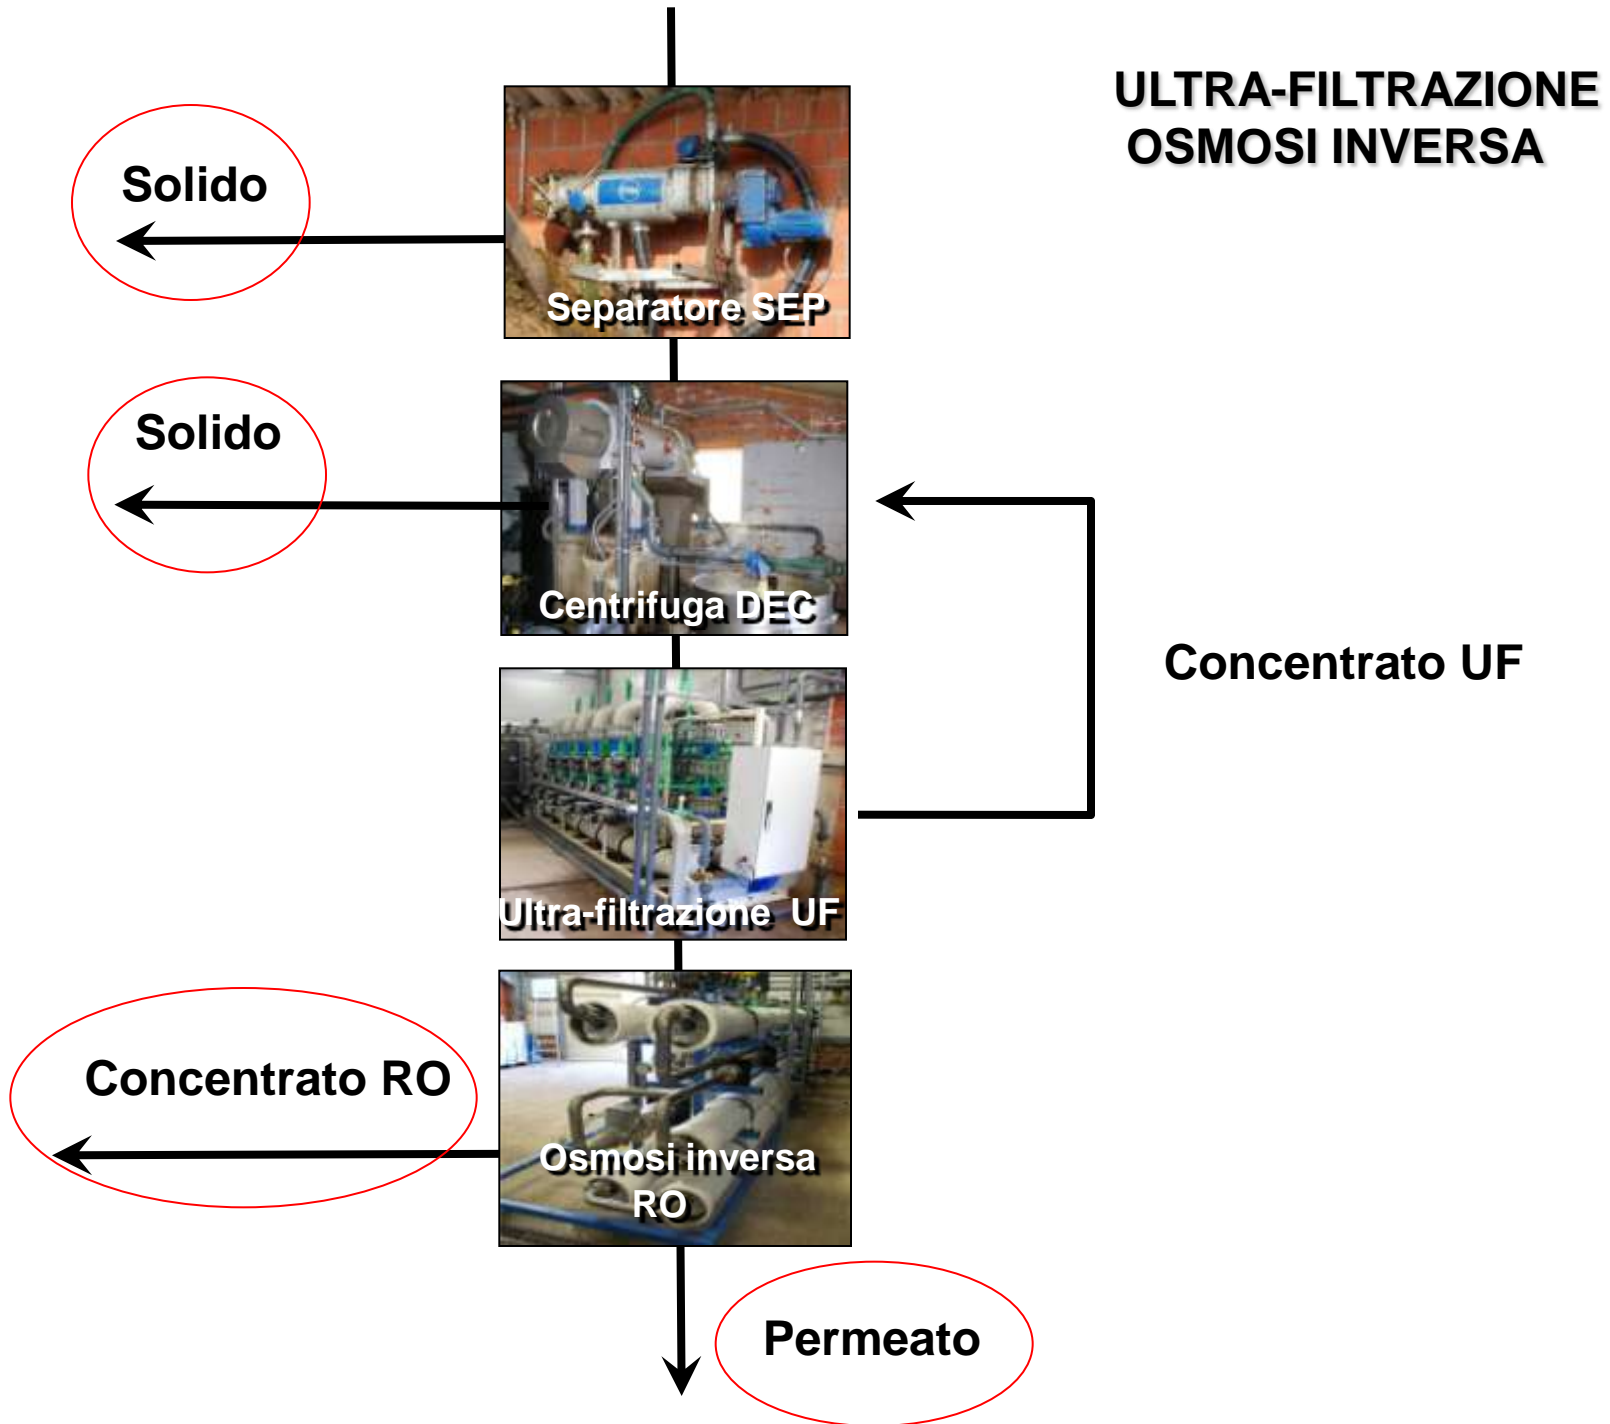 ULTRA-FILTRAZIONE
OSMOSI INVERSA
Solido
Separatore SEP
Solido
Centrifuga DEC
Concentrato UF
Ultra-filtrazione UF
Concentrato RO
Osmosi inversa
RO
Permeato